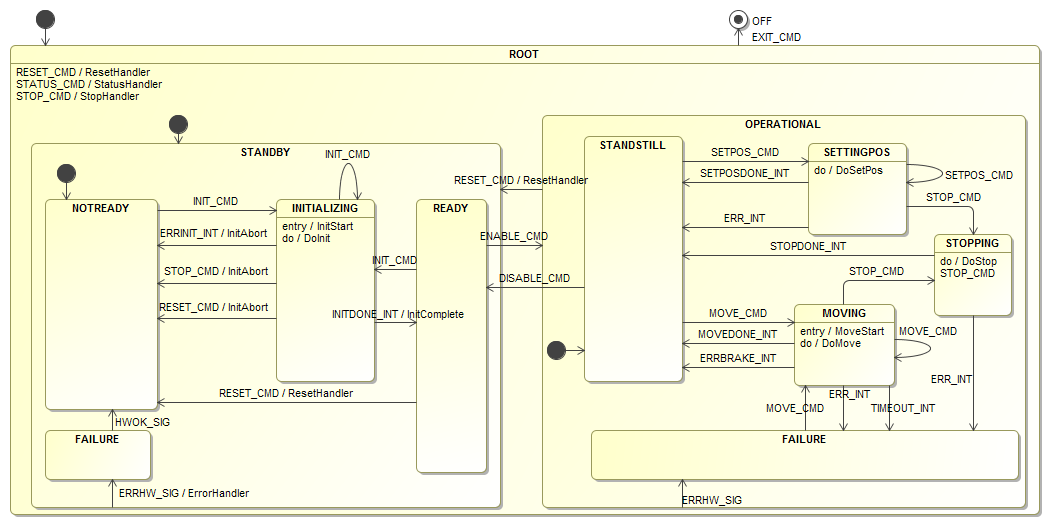 OFF
EXIT_CMD
ROOT
RESET_CMD / ResetHandler
STATUS_CMD / StatusHandler
STOP_CMD / StopHandler
STANDBY
INIT_CMD
NOTREADY
INIT_CMD
ERRINIT_INT / InitAbort
STOP_CMD / InitAbort
RESET_CMD / InitAbort
INITIALIZING
entry / InitStart
do / DoInit
INIT_CMD
INITDONE_INT / InitComplete
READY
RESET_CMD / ResetHandler
HWOK_SIG
FAILURE
ERRHW_SIG / ErrorHandler
RESET_CMD / ResetHandler
ENABLE_CMD
DISABLE_CMD
OPERATIONAL
STANDSTILL
SETPOS_CMD
SETPOSDONE_INT
ERR_INT
SETTINGPOS
do / DoSetPos
SETPOS_CMD
STOP_CMD
STOPDONE_INT
STOPPING
do / DoStop
STOP_CMD
STOP_CMD
MOVE_CMD
MOVEDONE_INT
ERRBRAKE_INT
MOVING
entry / MoveStart
do / DoMove
MOVE_CMD
ERR_INT
ERR_INT
MOVE_CMD
TIMEOUT_INT
FAILURE
ERRHW_SIG